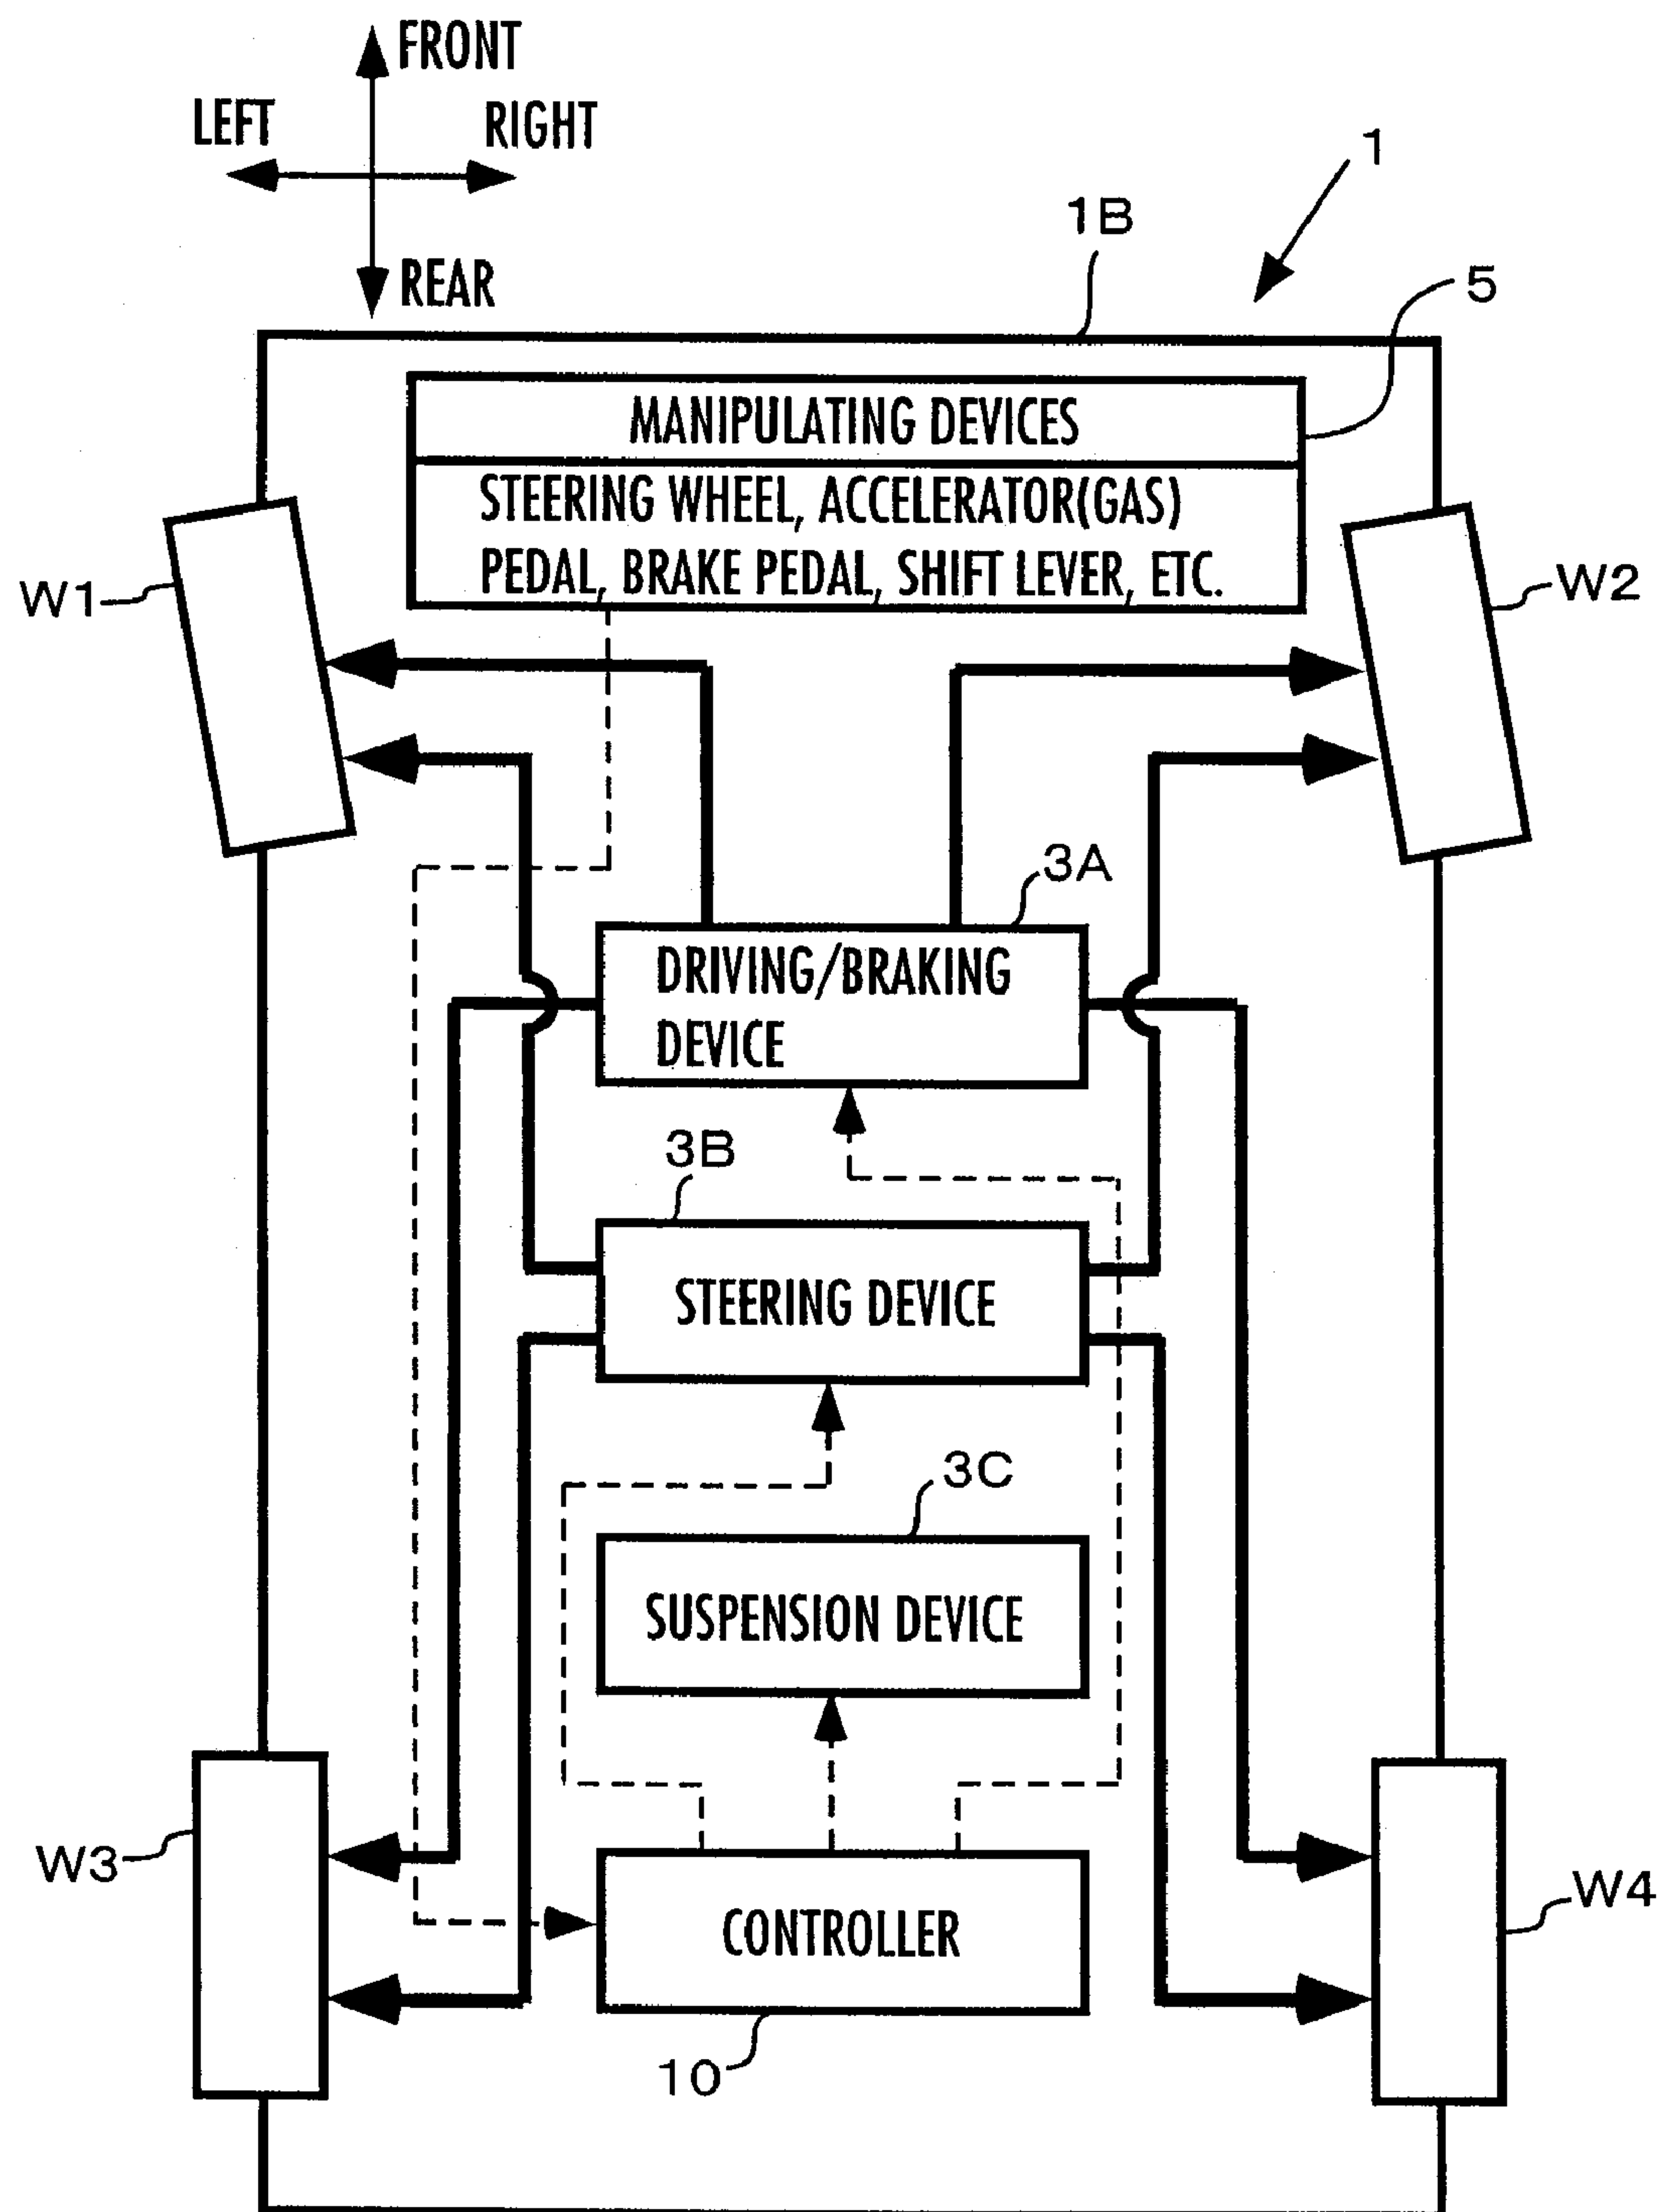 FRONT
LEFT
RIGHT
REAR
1
1B
5
MANIPULATING DEVICES
STEERING WHEEL, ACCELERATOR(GAS)
PEDAL, BRAKE PEDAL, SHIFT LEVER, ETC.
W1
W2
3A
DRIVING/BRAKING
DEVICE
3B
STEERING DEVICE
3C
SUSPENSION DEVICE
W3
W4
CONTROLLER
10